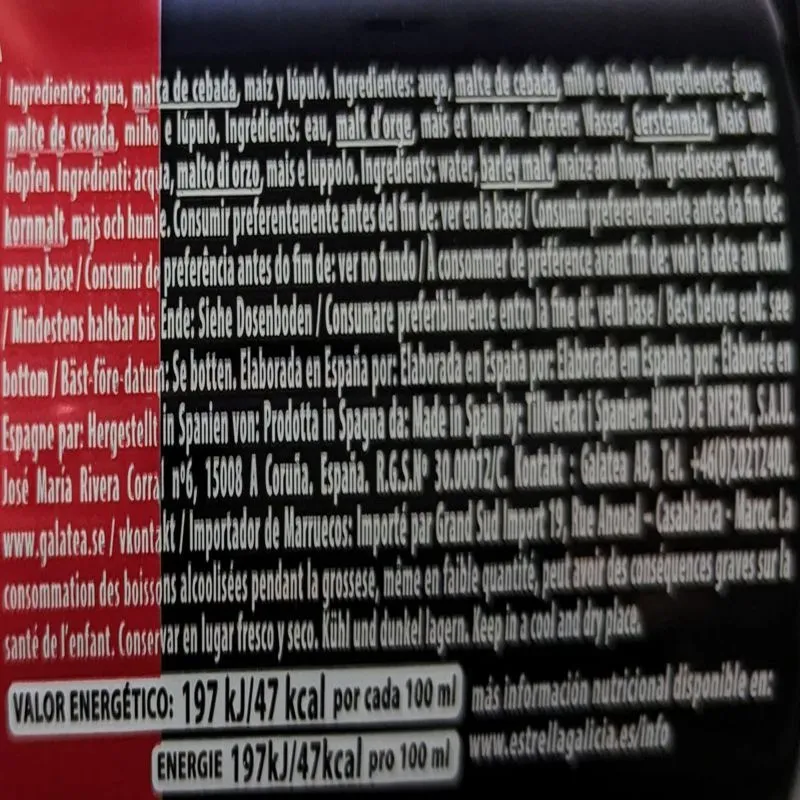 Ingredientes: agua, malta de cebada, maíz y lúpulo. Ingredientes: auga, malte de cebada, millo e lúpulo. Ingredientes: água,
malte de cevada, milho e lúpulo. Ingrédients: eau, malt d'orge, maïs et houblon. Zutaten: Wasser, Gerstenmalz, Mais und
Hopfen. Ingredienti: acqua, malto di orzo, mais e luppolo. Ingredients: water, barley malt, maize and hops. Ingredienser: vatten,
kornmalt, majs och humle. Consumir preferentemente antes del fin de: ver en la base / Consumir preferentemente antes da fin de:
ver na base / Consumir de preferência antes do fim de: ver no fundo / À consommer de préférence avant fin de: voir la date au fond
/ Mindestens haltbar bis Ende: Siehe Dosenboden / Consumare preferibilmente entro la fine di: vedi base / Best before end: see
bottom / Bäst-före-datum: Se botten. Elaborada en España por: Elaborada en España por: Elaborada em Espanha por: Élaborée en
Espagne par: Hergestellt in Spanien von: Prodotta in Spagna da: Made in Spain by: Tillverkat i Spanien: HIJOS DE RIVERA, S.A.U.
José María Rivera Corral nº6, 15008 A Coruña. España. R.G.S.Nº 30.00012/C. Kontakt : Galatea AB, Tel. +46(0)20212400.
www.galatea.se / vkontakt / Importador de Marruecos: Importé par Grand Sud Import 19, Rue Anoual - Casablanca - Maroc. La
consommation des boissons alcoolisées pendant la grossese, même en faible quantité, peut avoir des conséquences graves sur la
santé de l'enfant. Conservar en lugar fresco y seco. Kühl und dunkel lagern. Keep in a cool and dry place.
VALOR ENERGÉTICO: 197 kJ/47 kcal por cada 100 ml
más información nutricional disponible en:
www.estrellagalicia.es/info
ENERGIE 197kJ/47kcal pro 100 ml